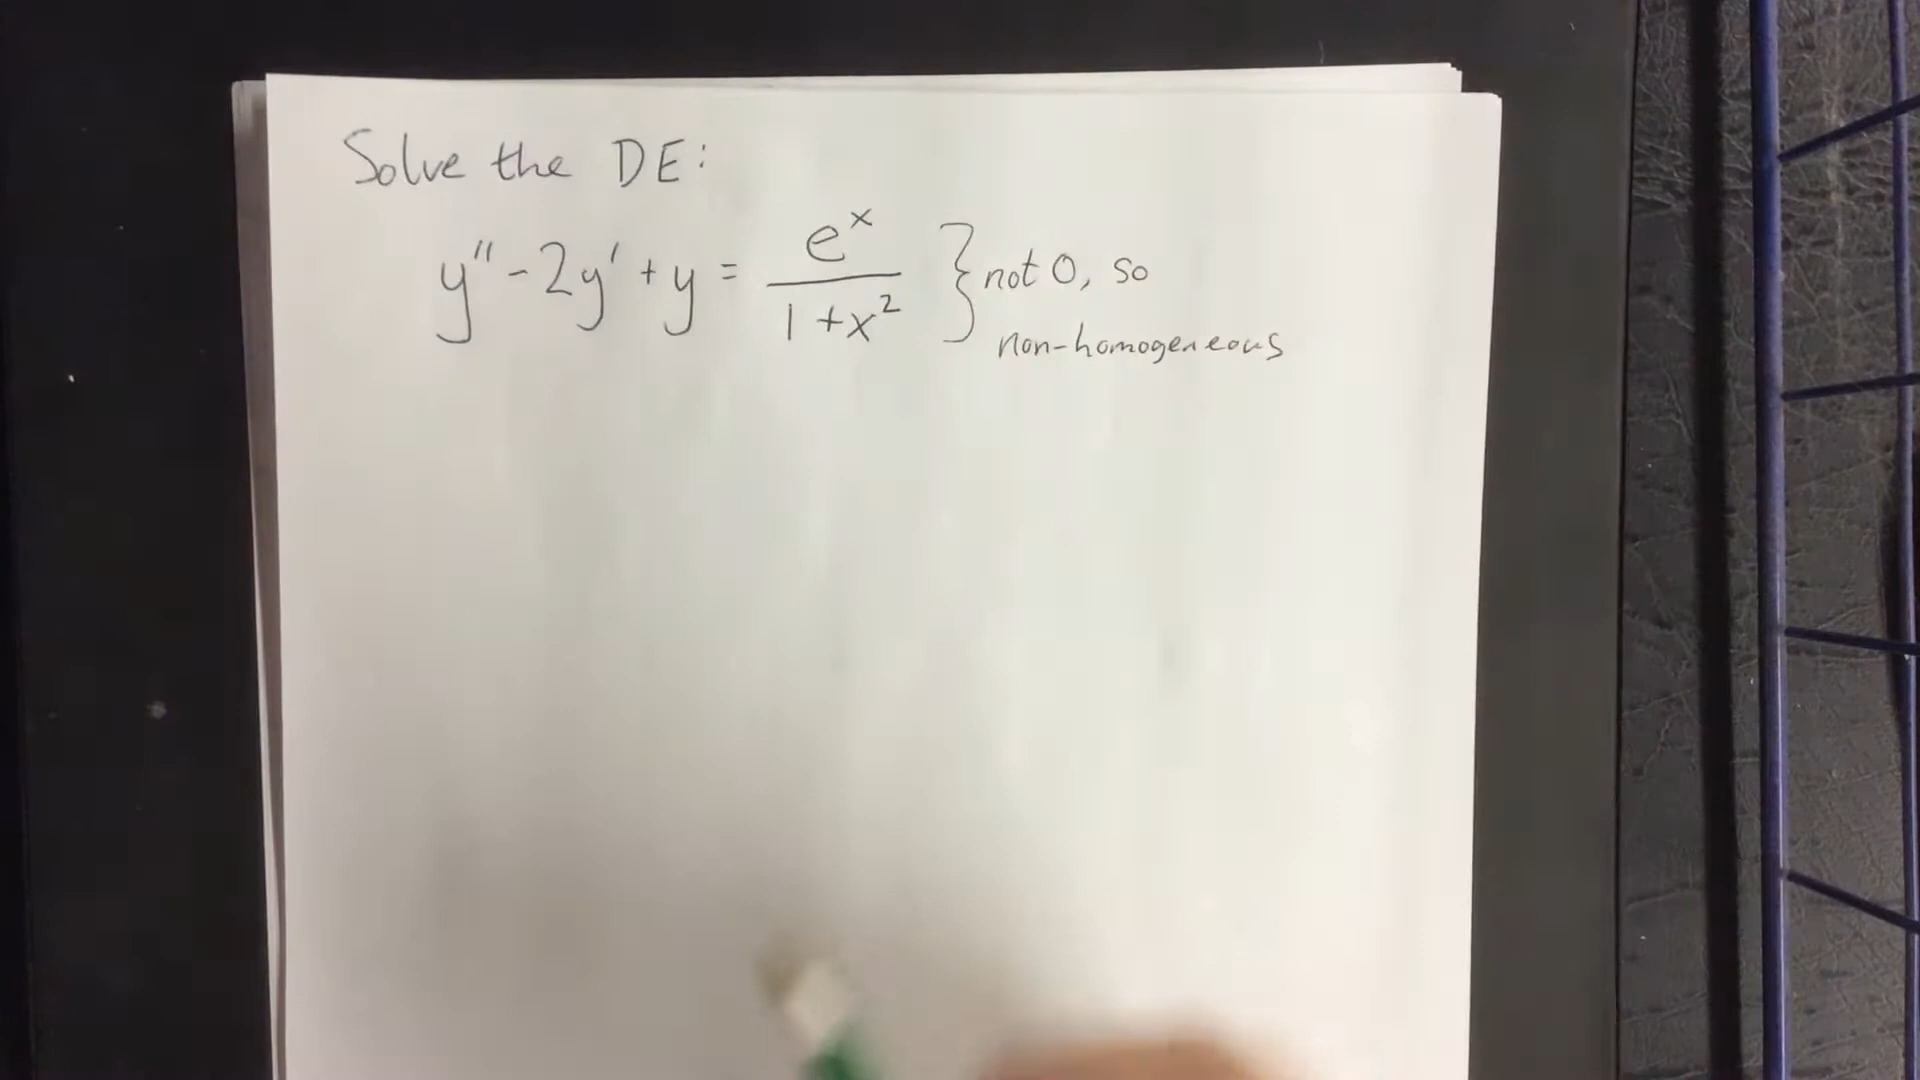 Solve the DE:
y'' - 2y' + y = e^x / (1 + x^2) } not 0, so
non-homogeneous